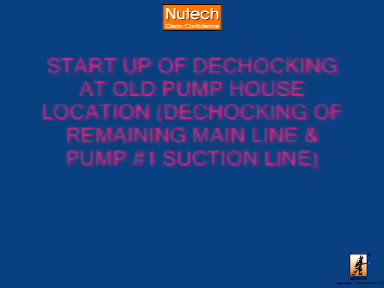 Nutech
Clean Confidence
START UP OF DECHOCKING
AT OLD PUMP HOUSE
LOCATION (DECHOCKING OF
REMAINING MAIN LINE &
PUMP #1 SUCTION LINE)